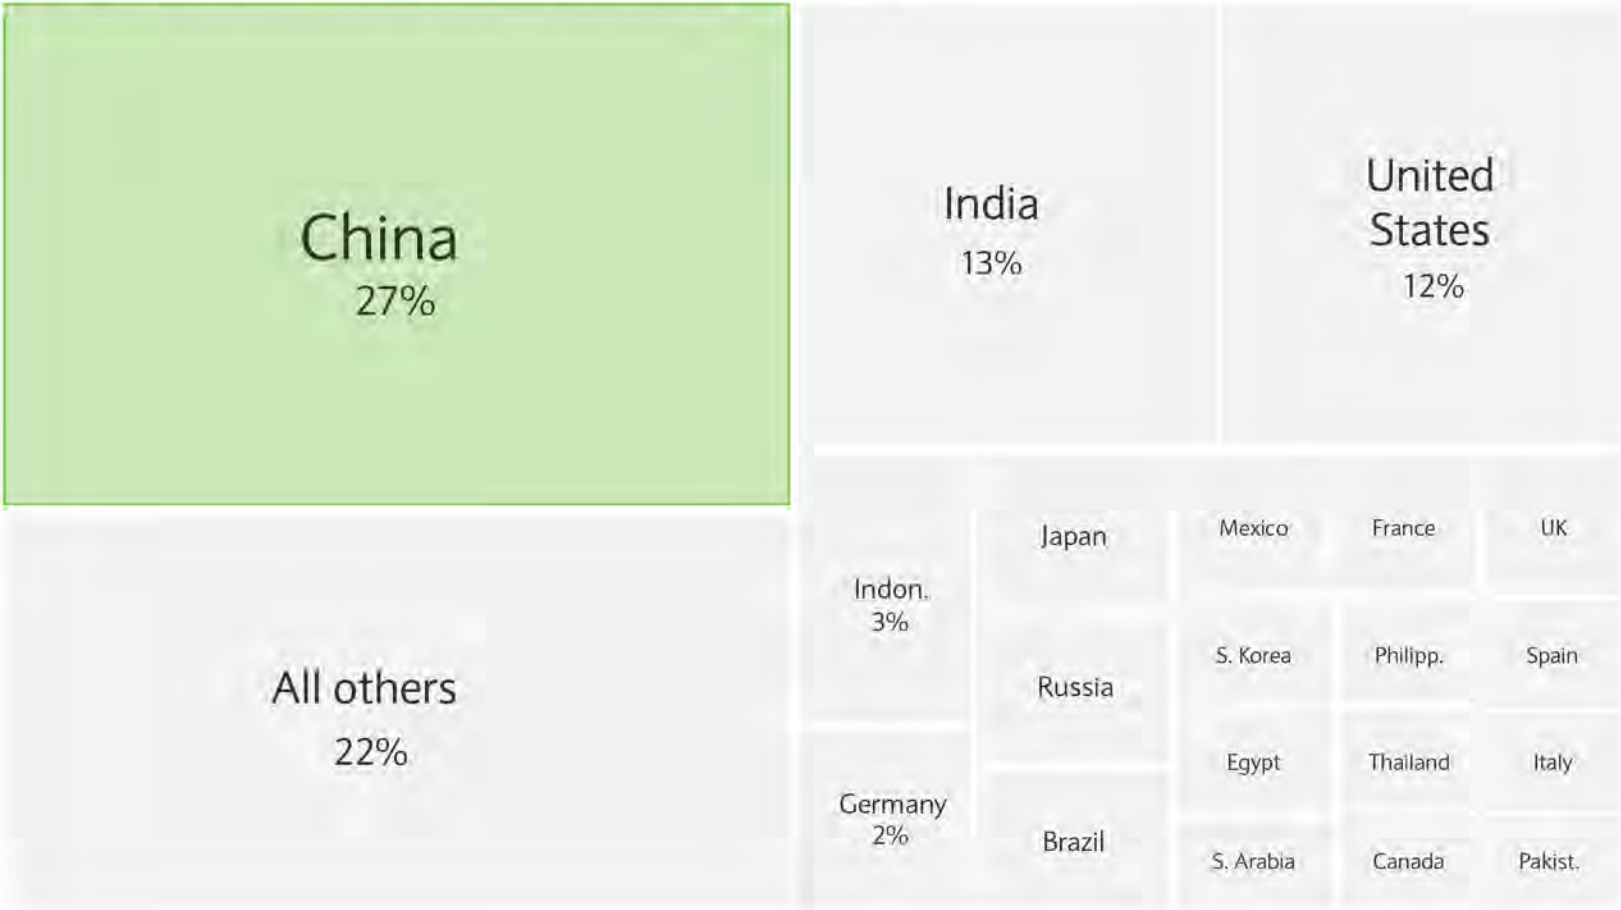 China
27%
India
13%
United
States
12%
All others
22%
Indon.
3%
Germany
2%
Japan
Russia
Brazil
Mexico
France
UK
S. Korea
Philipp.
Spain
Egypt
Thailand
Italy
S. Arabia
Canada
Pakist.